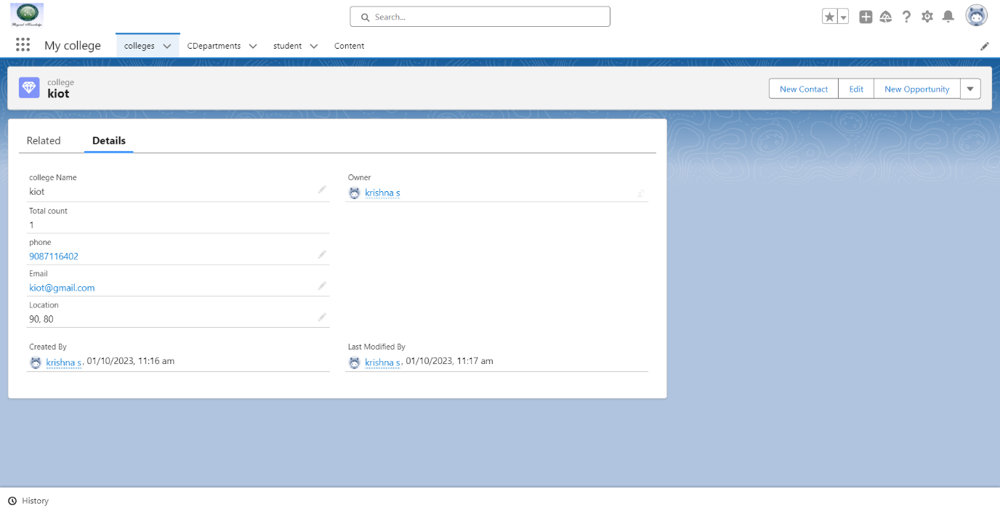 Beyond Knowledge
Search...
My college
colleges
CDepartments
student
Content
college
kiot
New Contact
Edit
New Opportunity
Related
Details
college Name
kiot
Owner
krishna s
Total count
1
phone
9087116402
Email
kiot@gmail.com
Location
90, 80
Created By
krishna s, 01/10/2023, 11:16 am
Last Modified By
krishna s, 01/10/2023, 11:17 am
History